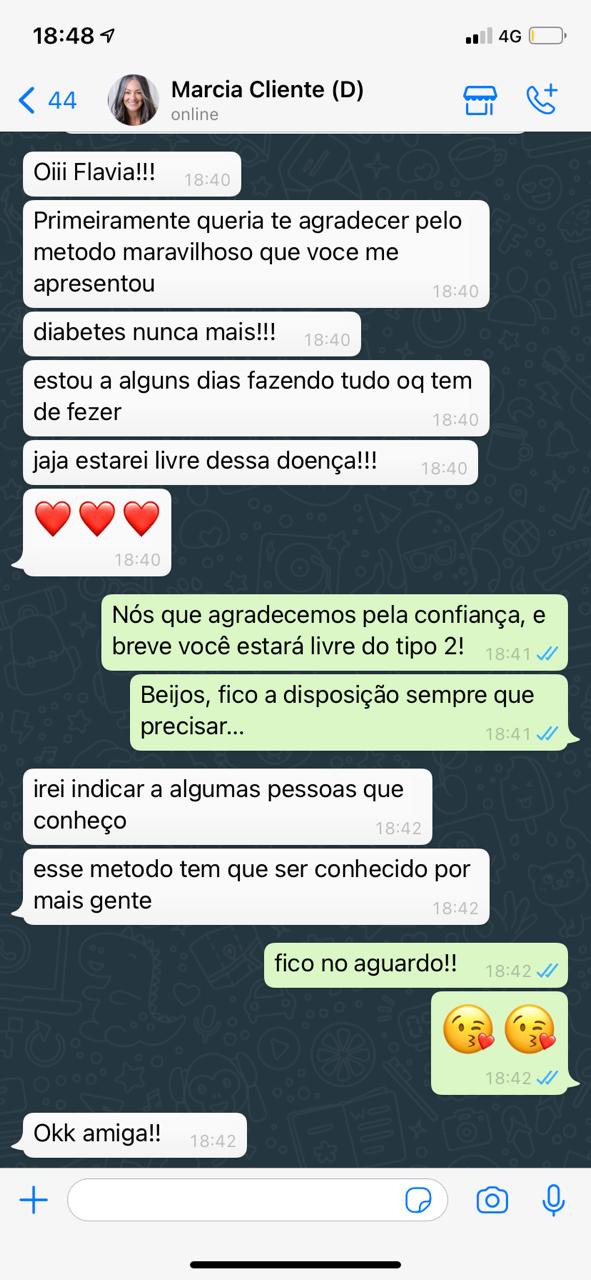 18:48
4G
44
Marcia Cliente (D)
online
Oiii Flavia!!!
18:40
Primeiramente queria te agradecer pelo
metodo maravilhoso que voce me
apresentou
18:40
diabetes nunca mais!!!
18:40
estou a alguns dias fazendo tudo oq tem
de fezer
18:40
jaja estarei livre dessa doença!!!
18:40
❤️❤️❤️
18:40
Nós que agradecemos pela confiança, e
breve você estará livre do tipo 2!
18:41
Beijos, fico a disposição sempre que
precisar...
18:41
irei indicar a algumas pessoas que
conheço
18:42
esse metodo tem que ser conhecido por
mais gente
18:42
fico no aguardo!!
18:42
😘😘
18:42
Okk amiga!!
18:42